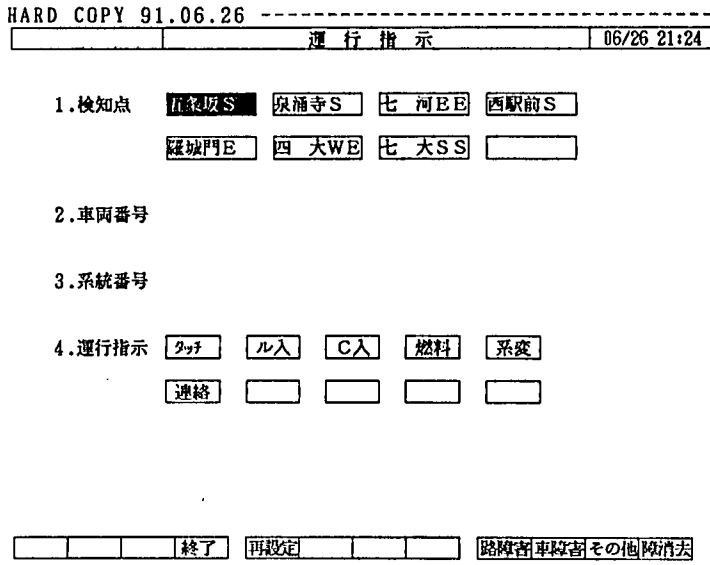 HARD COPY 91.06.26
運 行 指 示 06/26 21:24
1.検知点 五条坂S 泉涌寺S 七 河EE 西駅前S
羅城門E 四 大WE 七 大SS
2.車両番号
3.系統番号
4.運行指示 タッチ ル入 C入 燃料 系変
連絡
終了 再設定 路障害 車障害 その他 障消去